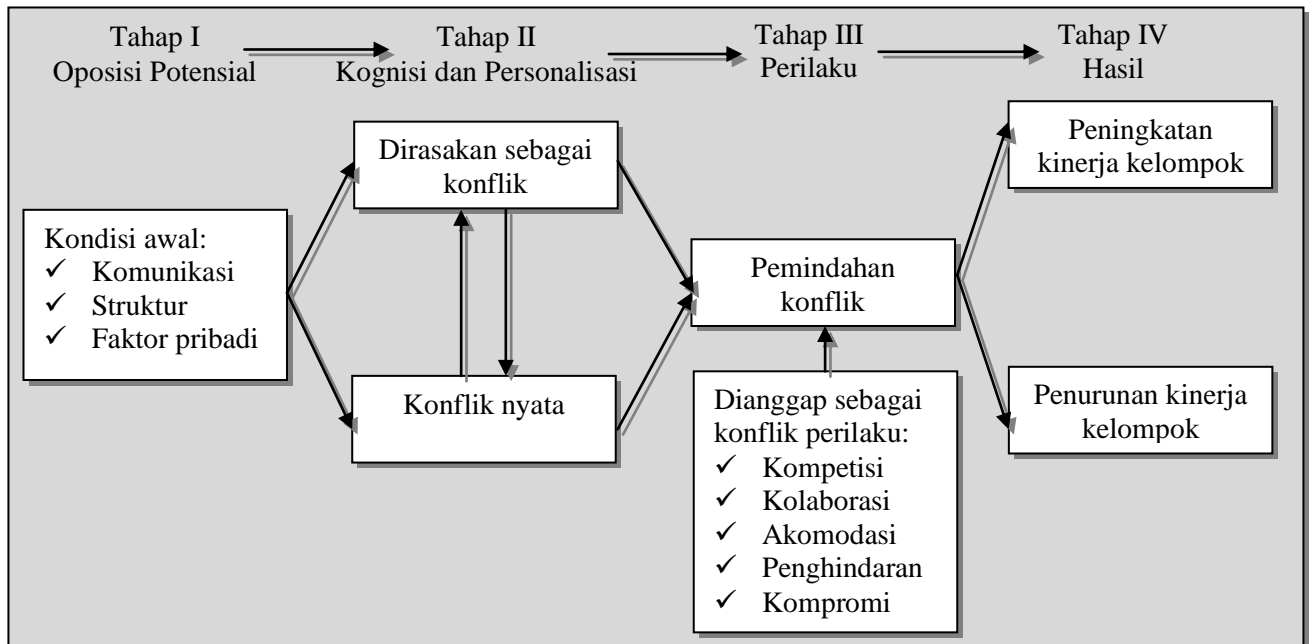 Tahap I
Oposisi Potensial
Tahap II
Kognisi dan Personalisasi
Tahap III
Perilaku
Tahap IV
Hasil
Kondisi awal:
✓ Komunikasi
✓ Struktur
✓ Faktor pribadi
Dirasakan sebagai
konflik
Konflik nyata
Pemindahan
konflik
Dianggap sebagai
konflik perilaku:
✓ Kompetisi
✓ Kolaborasi
✓ Akomodasi
✓ Penghindaran
✓ Kompromi
Peningkatan
kinerja kelompok
Penurunan kinerja
kelompok